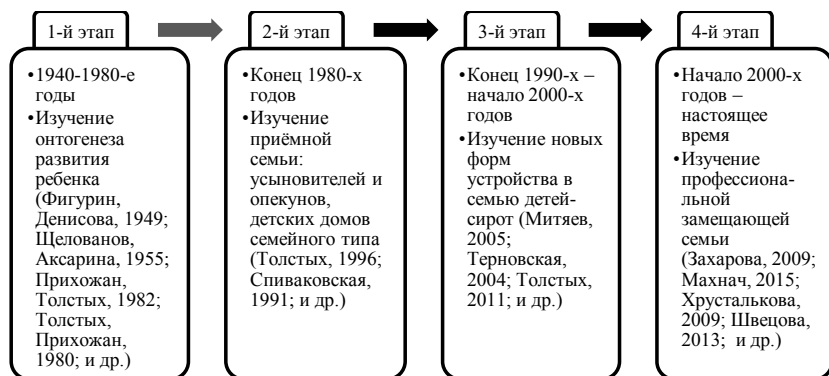 1-й этап
•1940-1980-е
годы
•Изучение
онтогенеза
развития
ребенка
(Фигурин,
Денисова, 1949;
Щелованов,
Аксарина, 1955;
Прихожан,
Толстых, 1982;
Толстых,
Прихожан,
1980; и др.)
2-й этап
•Конец 1980-х
годов
•Изучение
приёмной
семьи:
усыновителей и
опекунов,
детских домов
семейного типа
(Толстых, 1996;
Спиваковская,
1991; и др.)
3-й этап
•Конец 1990-х –
начало 2000-х
годов
•Изучение новых
форм
устройства в
семью детей-
сирот (Митяев,
2005;
Терновская,
2004; Толстых,
2011; и др.)
4-й этап
•Начало 2000-х
годов –
настоящее
время
•Изучение
профессиона-
льной
замещающей
семьи
(Захарова, 2009;
Махнач, 2015;
Хрусталькова,
2009; Швецова,
2013; и др.)